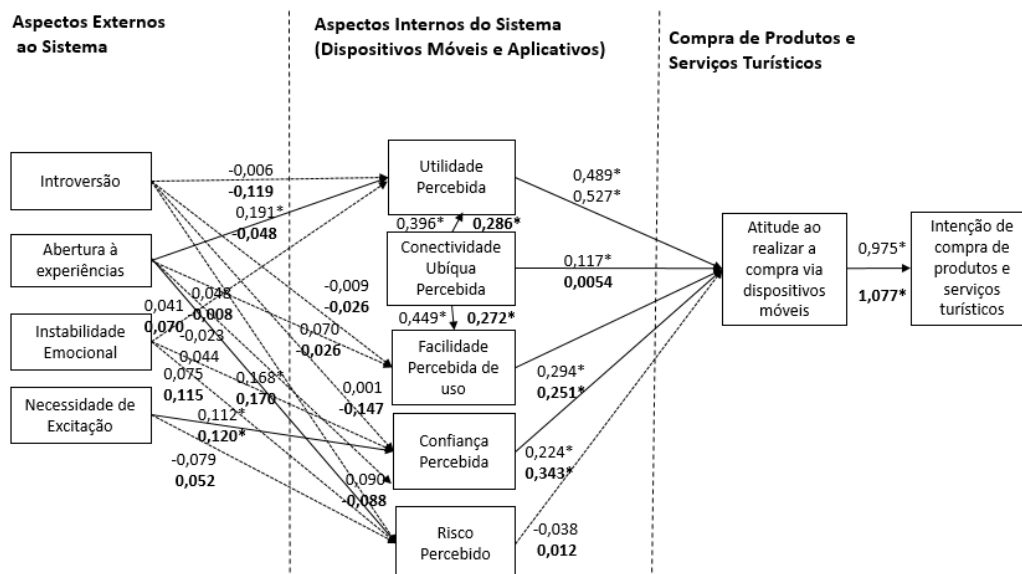 Aspectos Externos
ao Sistema
Aspectos Internos do Sistema
(Dispositivos Móveis e Aplicativos)
Compra de Produtos e
Serviços Turísticos
Introversão
Abertura à
experiências
Instabilidade
Emocional
Necessidade de
Excitação
-0,006
-0,119
0,191*
-0,048
0,041
0,070
0,048
-0,008
-0,023
0,044
0,075
0,115
0,168*
0,170
0,112*
0,120*
-0,079
0,052
-0,009
-0,026
0,070
-0,026
0,001
-0,147
0,090
-0,088
Utilidade
Percebida
0,396*
0,286*
Conectividade
Ubíqua
Percebida
0,449*
0,272*
Facilidade
Percebida de
uso
Confiança
Percebida
Risco
Percebido
0,489*
0,527*
0,117*
0,0054
0,294*
0,251*
0,224*
0,343*
-0,038
0,012
Atitude ao
realizar a
compra via
dispositivos
móveis
0,975*
1,077*
Intenção de
compra de
produtos e
serviços
turísticos